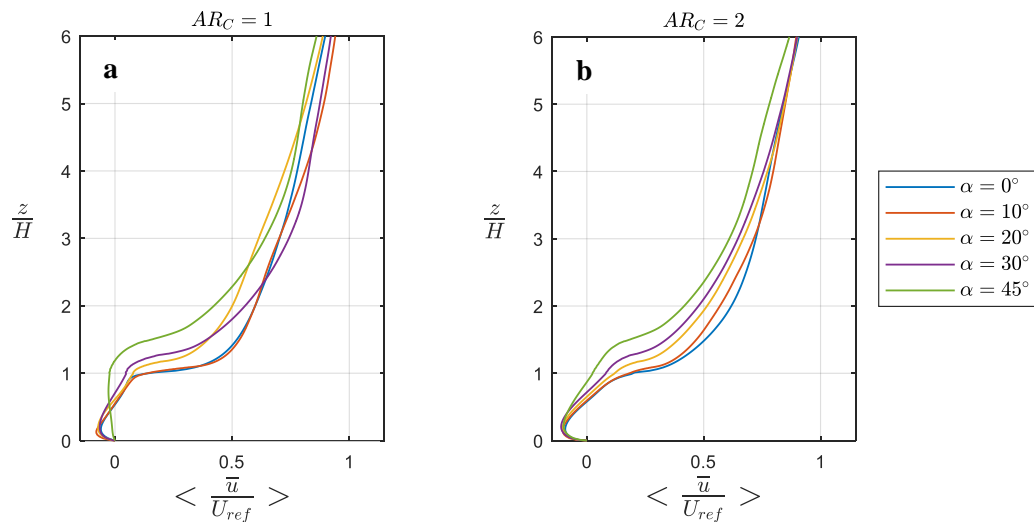 AR_C = 1
a
6
5
4
3
2
1
0
z/H
0
0.5
1
< u̅/U_ref >
AR_C = 2
b
6
5
4
3
2
1
0
z/H
0
0.5
1
< u̅/U_ref >
α = 0°
α = 10°
α = 20°
α = 30°
α = 45°